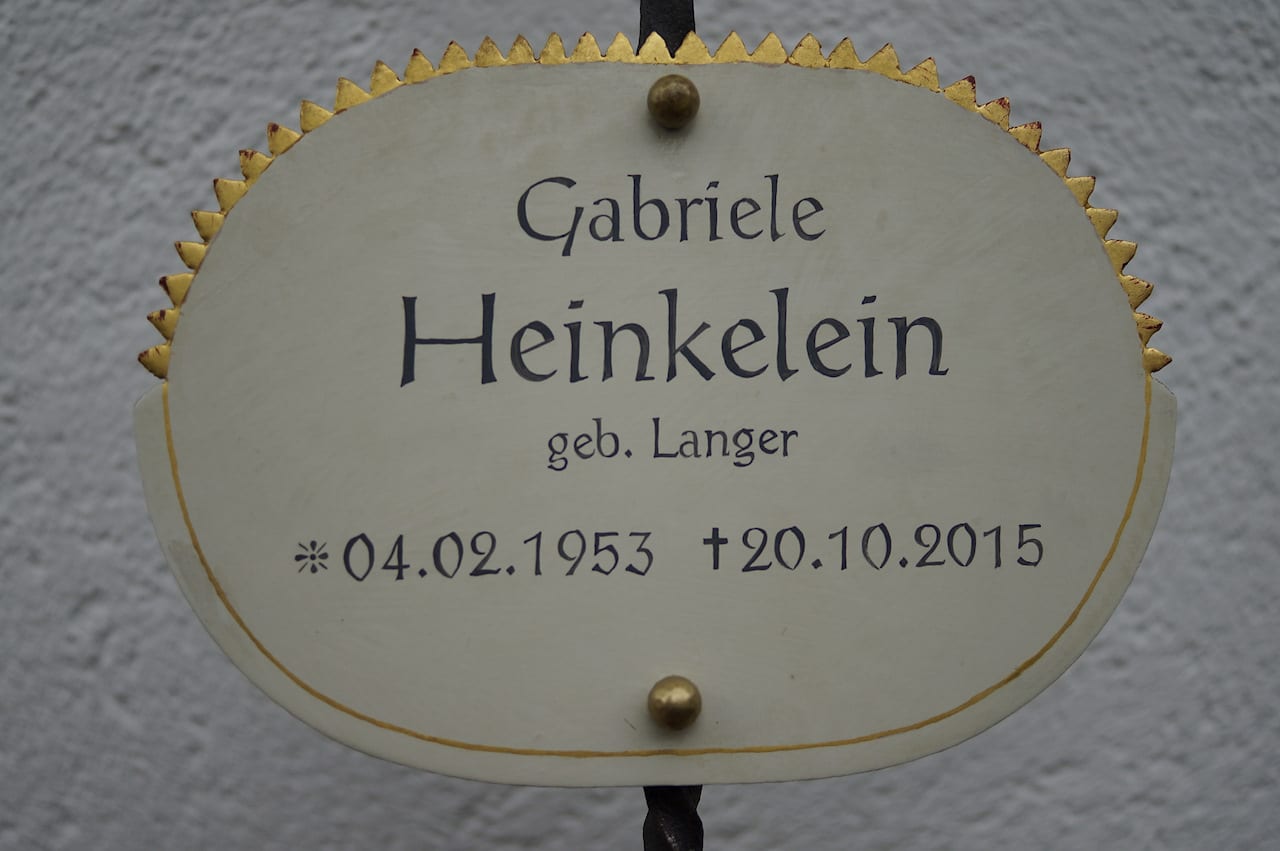 Gabriele
Heinkelein
geb. Langer
* 04.02.1953 † 20.10.2015